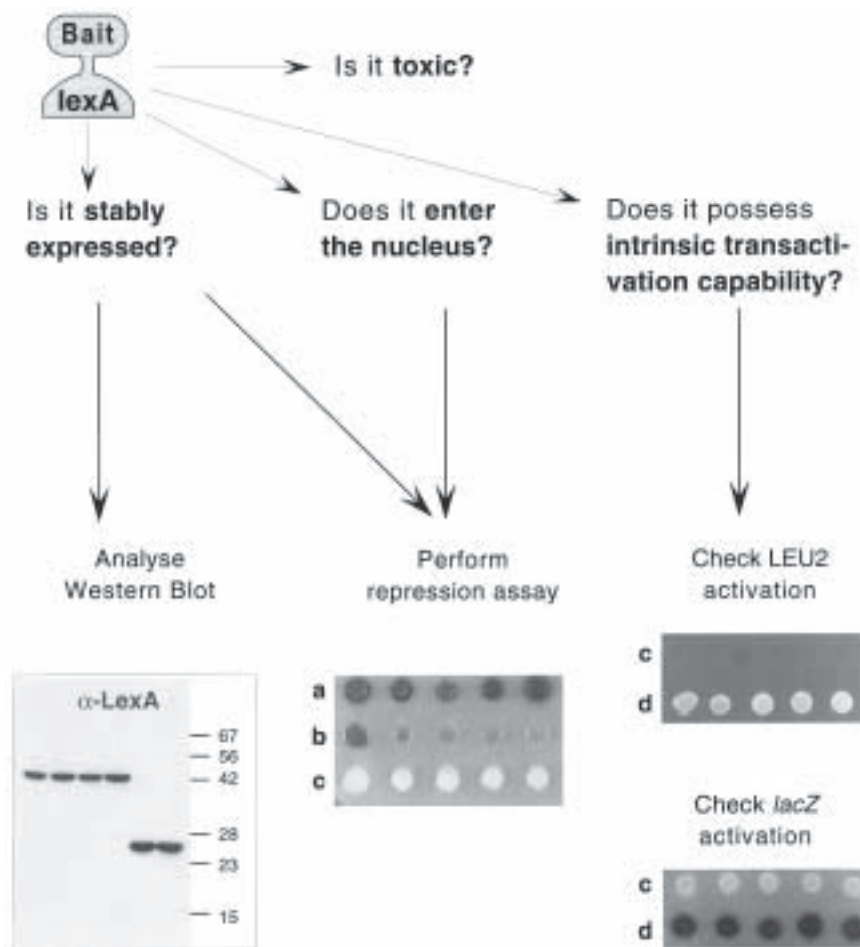 Bait
lexA
Is it toxic?
Is it stably
expressed?
Does it enter
the nucleus?
Does it possess
intrinsic transacti-
vation capability?
Analyse
Western Blot
Perform
repression assay
Check LEU2
activation
α-LexA
67
56
42
28
23
15
a
b
c
c
d
Check lacZ
activation
c
d